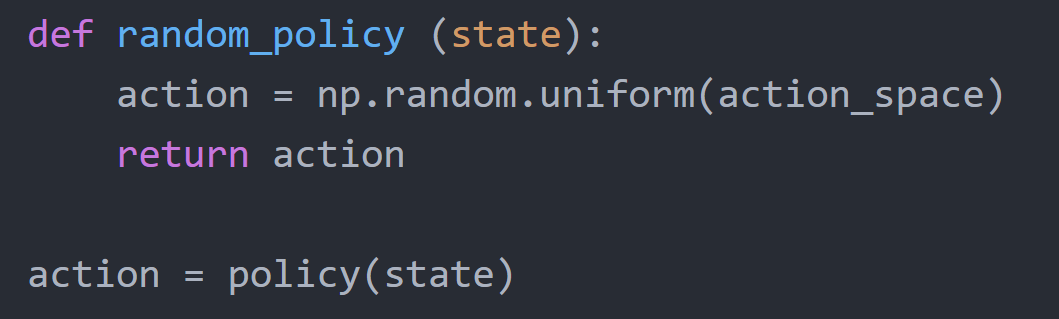 def random_policy (state):
    action = np.random.uniform(action_space)
    return action
action = policy(state)